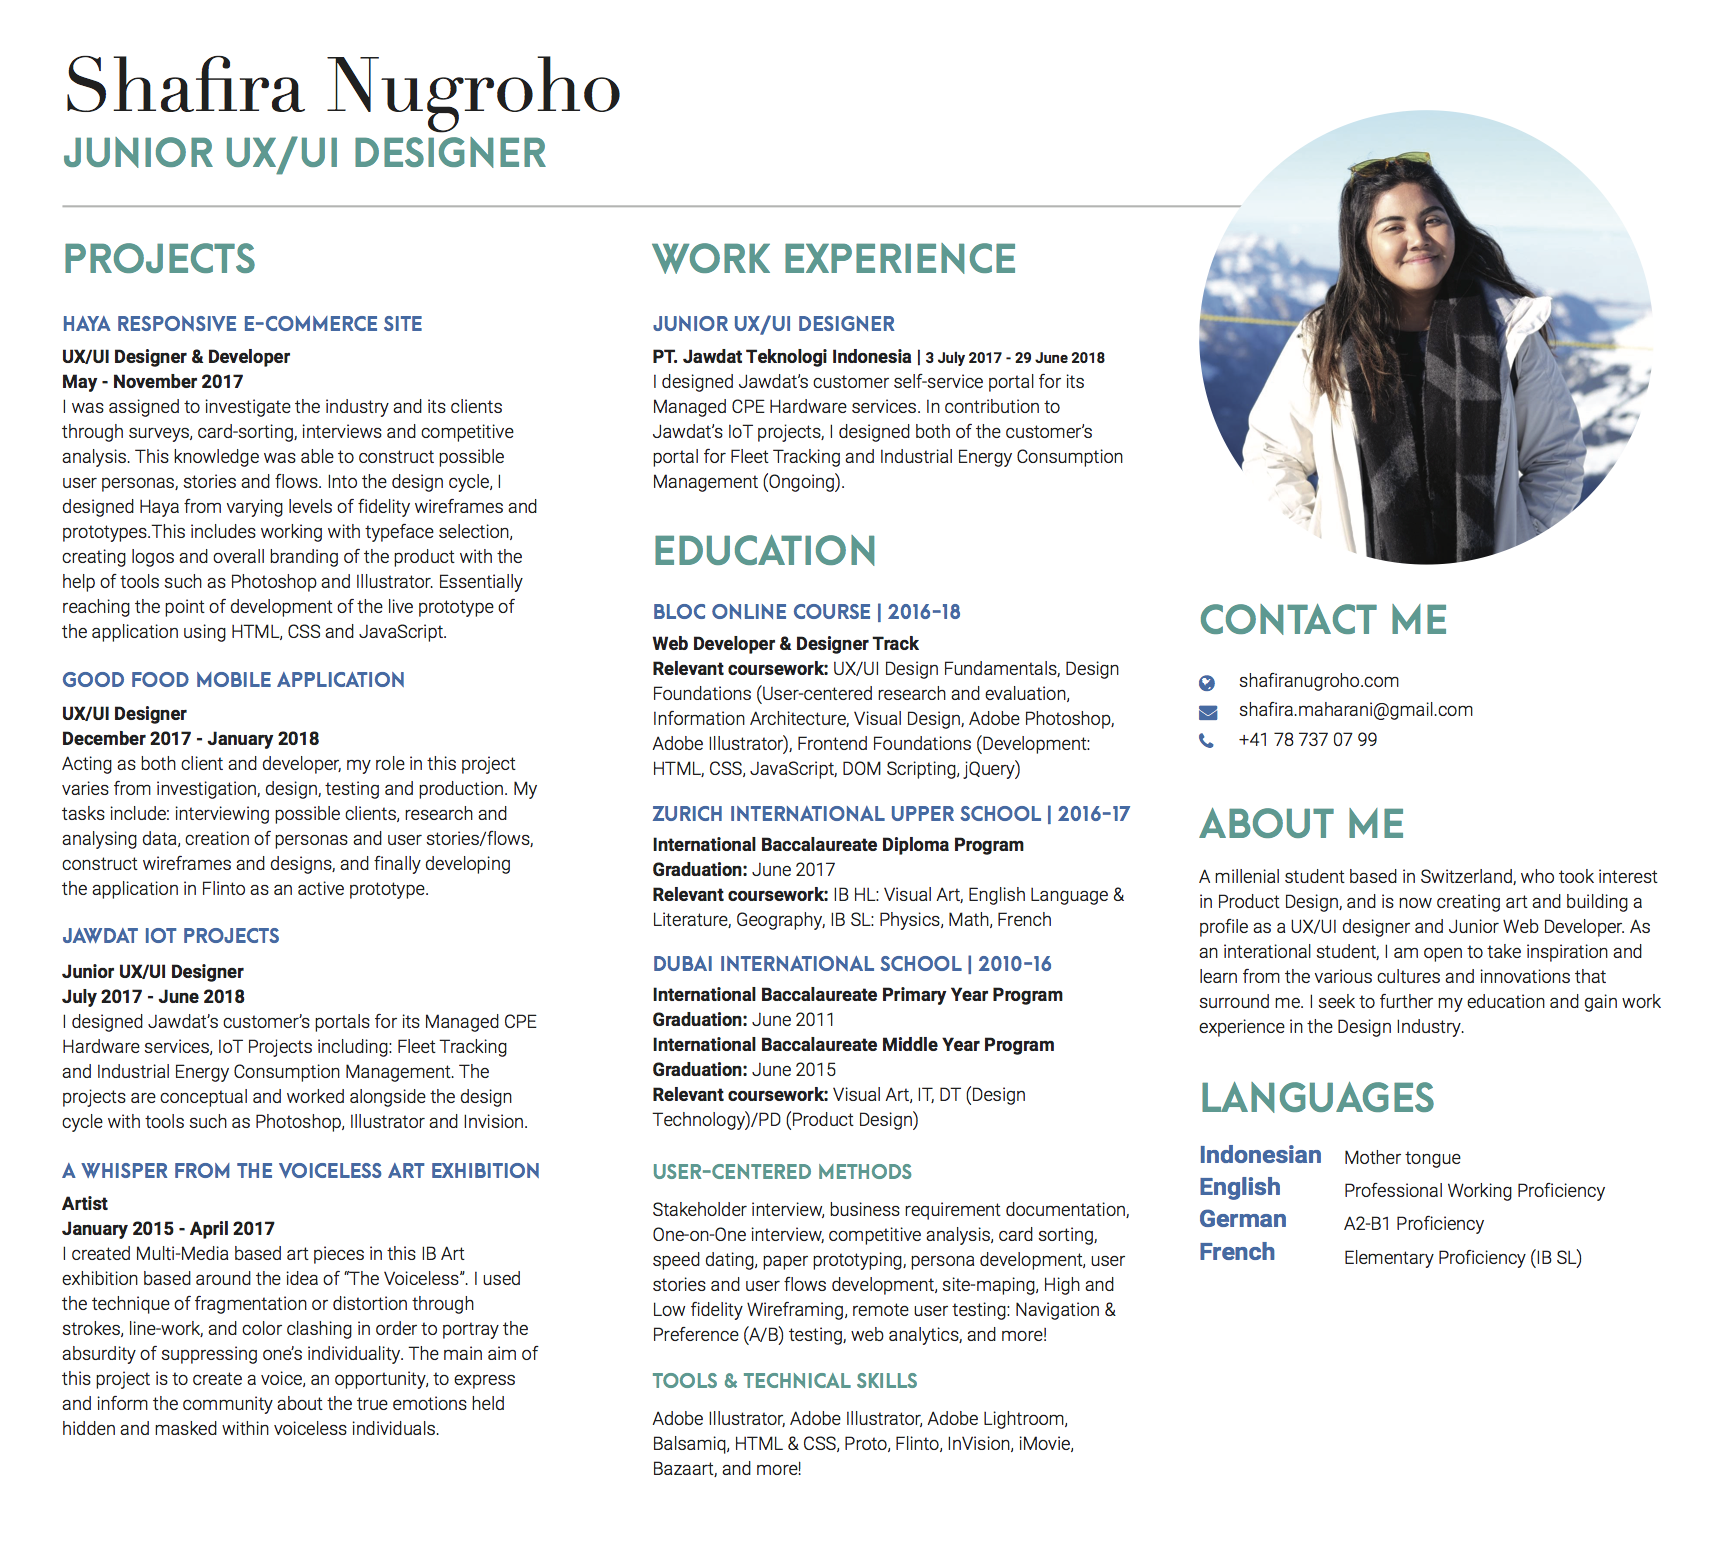 Shafira Nugroho
JUNIOR UX/UI DESIGNER
PROJECTS
HAYA RESPONSIVE E-COMMERCE SITE
UX/UI Designer & Developer
May - November 2017
I was assigned to investigate the industry and its clients
through surveys, card-sorting, interviews and competitive
analysis. This knowledge was able to construct possible
user personas, stories and flows. Into the design cycle, I
designed Haya from varying levels of fidelity wireframes and
prototypes.This includes working with typeface selection,
creating logos and overall branding of the product with the
help of tools such as Photoshop and Illustrator. Essentially
reaching the point of development of the live prototype of
the application using HTML, CSS and JavaScript.
GOOD FOOD MOBILE APPLICATION
UX/UI Designer
December 2017 - January 2018
Acting as both client and developer, my role in this project
varies from investigation, design, testing and production. My
tasks include: interviewing possible clients, research and
analysing data, creation of personas and user stories/flows,
construct wireframes and designs, and finally developing
the application in Flinto as an active prototype.
JAWDAT IOT PROJECTS
Junior UX/UI Designer
July 2017 - June 2018
I designed Jawdat's customer's portals for its Managed CPE
Hardware services, IoT Projects including: Fleet Tracking
and Industrial Energy Consumption Management. The
projects are conceptual and worked alongside the design
cycle with tools such as Photoshop, Illustrator and Invision.
A WHISPER FROM THE VOICELESS ART EXHIBITION
Artist
January 2015 - April 2017
I created Multi-Media based art pieces in this IB Art
exhibition based around the idea of “The Voiceless”. I used
the technique of fragmentation or distortion through
strokes, line-work, and color clashing in order to portray the
absurdity of suppressing one's individuality. The main aim of
this project is to create a voice, an opportunity, to express
and inform the community about the true emotions held
hidden and masked within voiceless individuals.
WORK EXPERIENCE
JUNIOR UX/UI DESIGNER
PT. Jawdat Teknologi Indonesia | 3 July 2017 - 29 June 2018
I designed Jawdat's customer self-service portal for its
Managed CPE Hardware services. In contribution to
Jawdat's IoT projects, I designed both of the customer's
portal for Fleet Tracking and Industrial Energy Consumption
Management (Ongoing).
EDUCATION
BLOC ONLINE COURSE | 2016-18
Web Developer & Designer Track
Relevant coursework: UX/UI Design Fundamentals, Design
Foundations (User-centered research and evaluation,
Information Architecture, Visual Design, Adobe Photoshop,
Adobe Illustrator), Frontend Foundations (Development:
HTML, CSS, JavaScript, DOM Scripting, jQuery)
ZURICH INTERNATIONAL UPPER SCHOOL | 2016-17
International Baccalaureate Diploma Program
Graduation: June 2017
Relevant coursework: IB HL: Visual Art, English Language &
Literature, Geography, IB SL: Physics, Math, French
DUBAI INTERNATIONAL SCHOOL | 2010-16
International Baccalaureate Primary Year Program
Graduation: June 2011
International Baccalaureate Middle Year Program
Graduation: June 2015
Relevant coursework: Visual Art, IT, DT (Design
Technology)/PD (Product Design)
USER-CENTERED METHODS
Stakeholder interview, business requirement documentation,
One-on-One interview, competitive analysis, card sorting,
speed dating, paper prototyping, persona development, user
stories and user flows development, site-maping, High and
Low fidelity Wireframing, remote user testing: Navigation &
Preference (A/B) testing, web analytics, and more!
TOOLS & TECHNICAL SKILLS
Adobe Illustrator, Adobe Illustrator, Adobe Lightroom,
Balsamiq, HTML & CSS, Proto, Flinto, InVision, iMovie,
Bazaart, and more!
CONTACT ME
shafiranugroho.com
shafira.maharani@gmail.com
+41 78 737 07 99
ABOUT ME
A millenial student based in Switzerland, who took interest
in Product Design, and is now creating art and building a
profile as a UX/UI designer and Junior Web Developer. As
an interational student, I am open to take inspiration and
learn from the various cultures and innovations that
surround me. I seek to further my education and gain work
experience in the Design Industry.
LANGUAGES
Indonesian Mother tongue
English Professional Working Proficiency
German A2-B1 Proficiency
French Elementary Proficiency (IB SL)